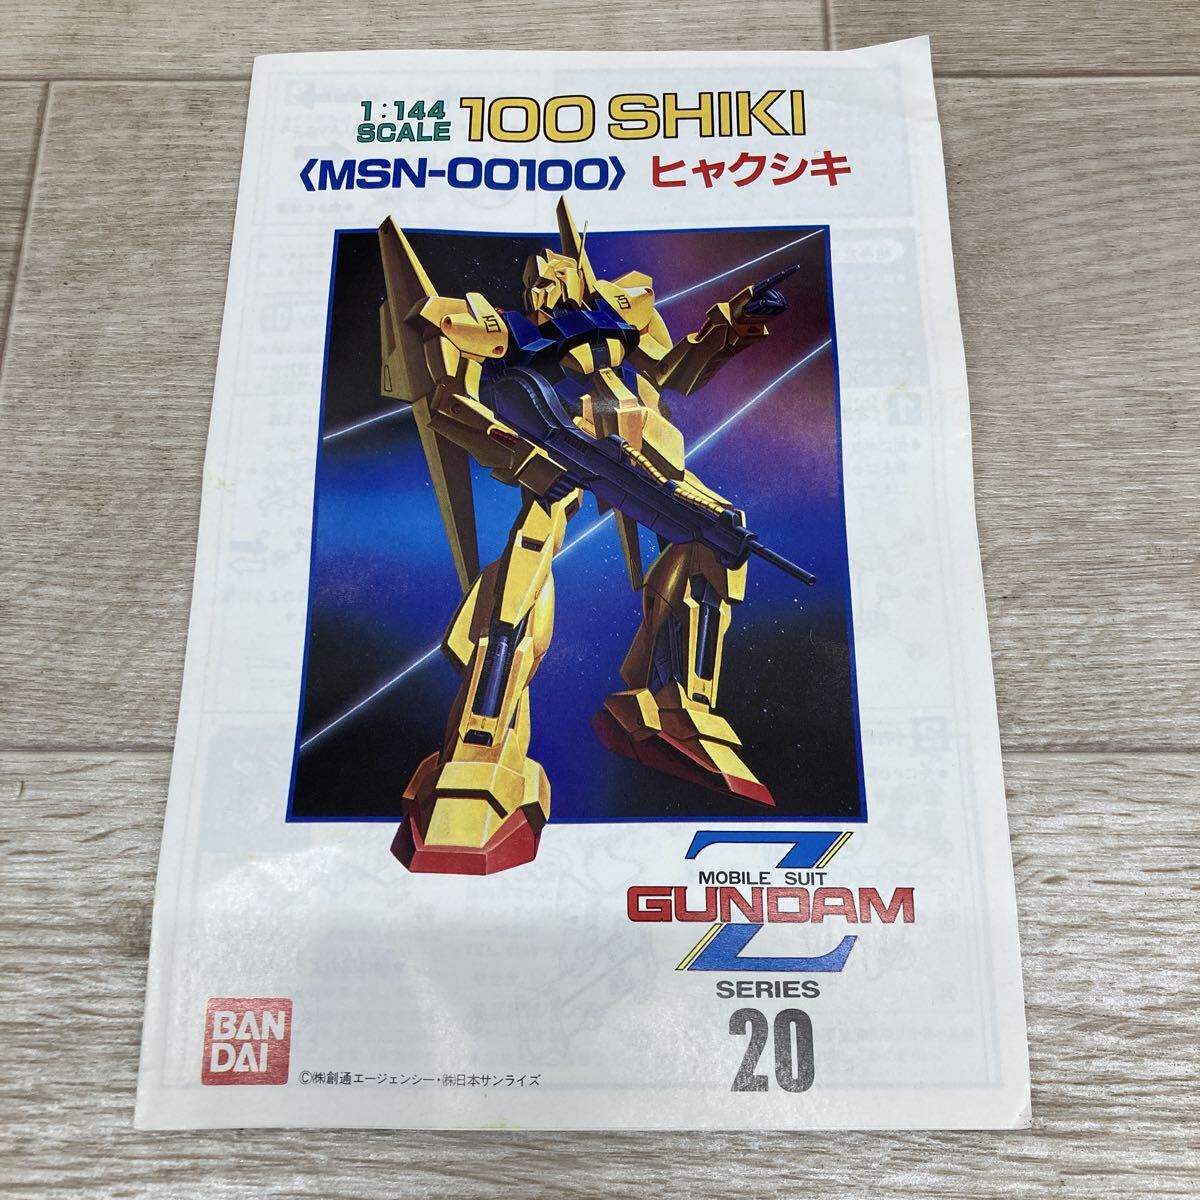 1:144 SCALE 100 SHIKI
〈MSN-00100〉 ヒャクシキ
百
百
MOBILE SUIT
GUNDAM
Z
SERIES
20
BAN
DAI
©㈱創通エージェンシー・㈱日本サンライズ